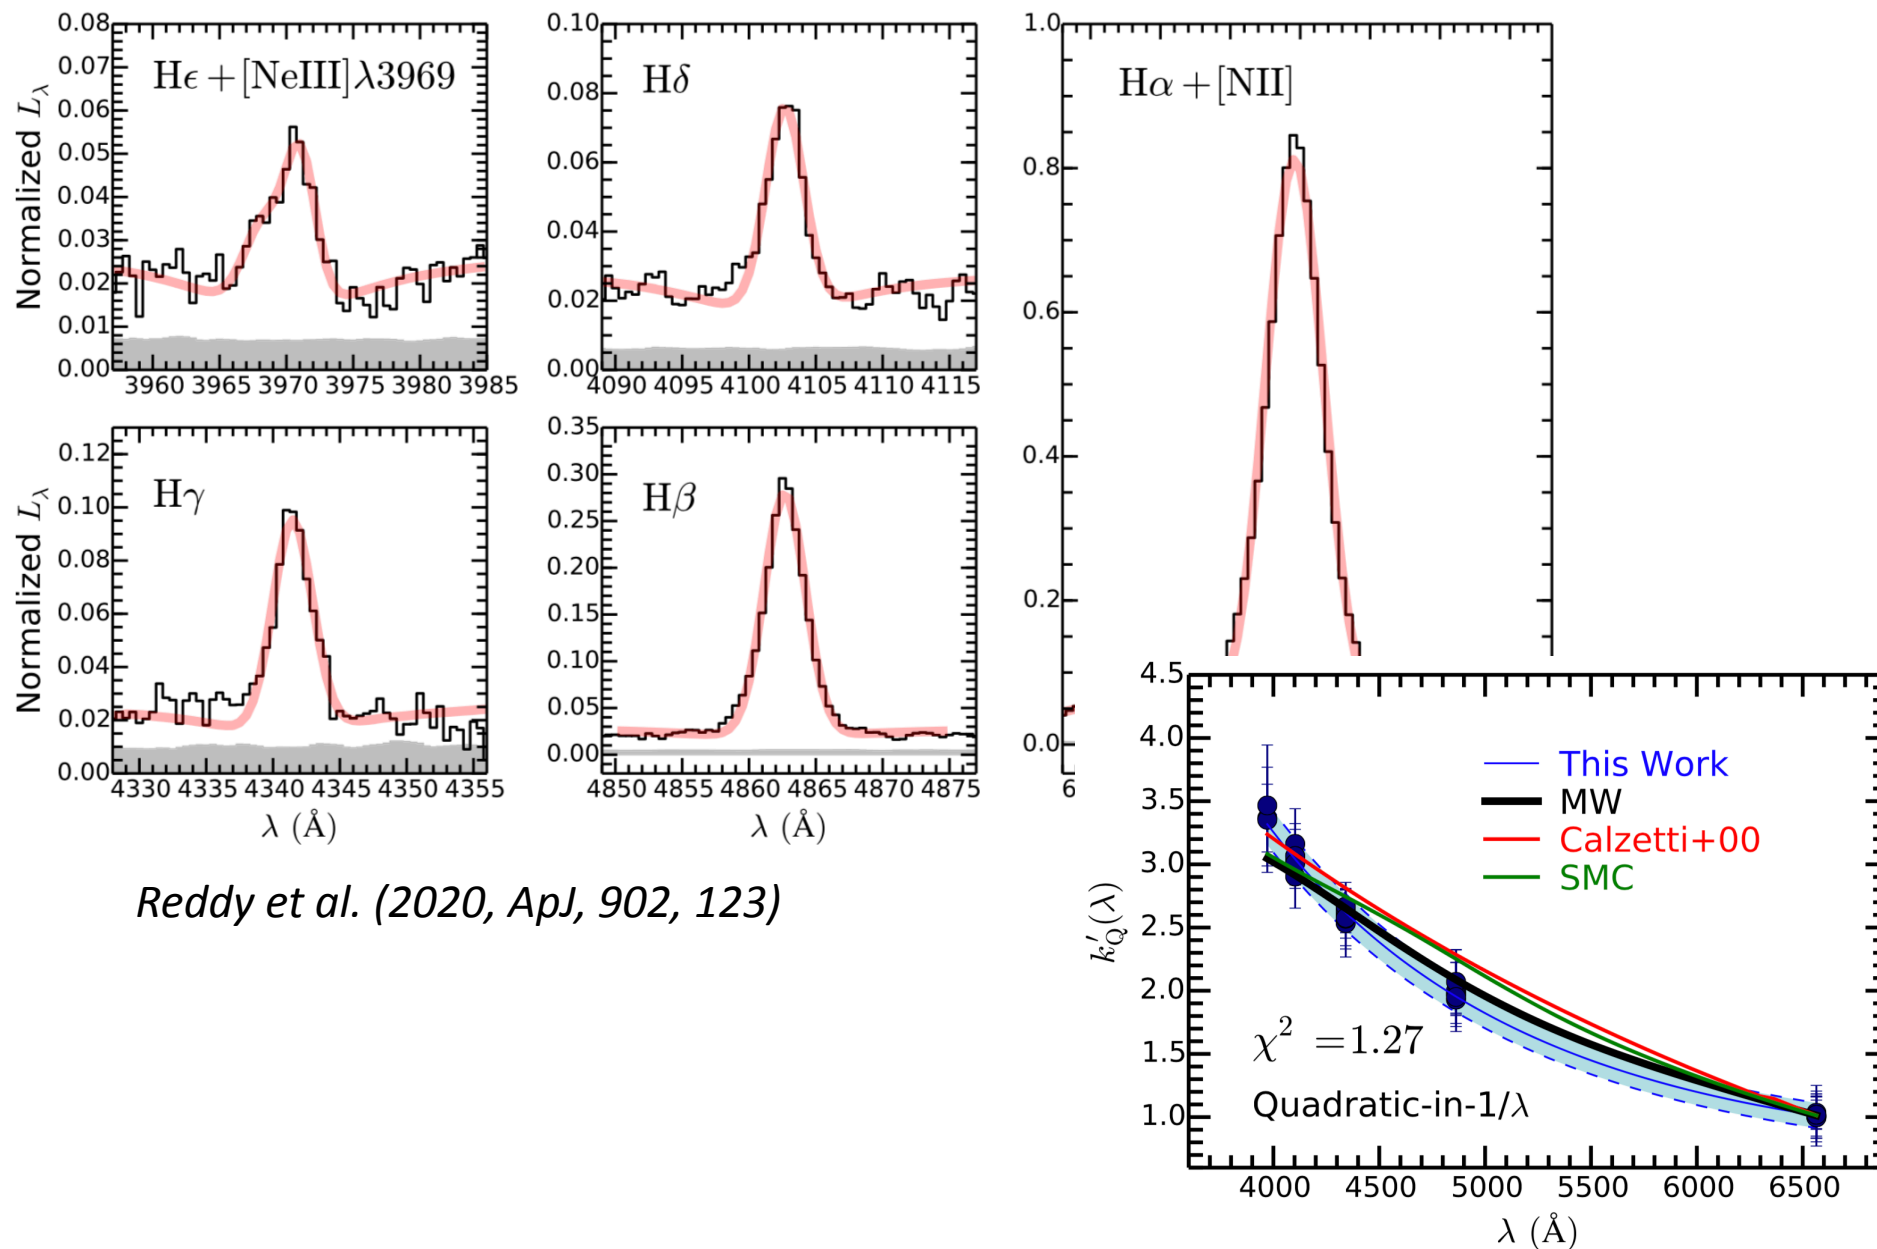 Hϵ+[NeIII]λ3969
Normalized L_λ
0.08
0.07
0.06
0.05
0.04
0.03
0.02
0.01
0.00
3960 3965 3970 3975 3980 3985
Hδ
0.10
0.08
0.06
0.04
0.02
0.00
4090 4095 4100 4105 4110 4115
Hα+[NII]
1.0
0.8
0.6
0.4
0.2
0.0
6
Hγ
Normalized L_λ
0.12
0.10
0.08
0.06
0.04
0.02
0.00
4330 4335 4340 4345 4350 4355
λ (Å)
Hβ
0.35
0.30
0.25
0.20
0.15
0.10
0.05
0.00
4850 4855 4860 4865 4870 4875
λ (Å)
Reddy et al. (2020, ApJ, 902, 123)
k′_Q(λ)
4.5
4.0
3.5
3.0
2.5
2.0
1.5
1.0
This Work
MW
Calzetti+00
SMC
χ² =1.27
Quadratic-in-1/λ
4000 4500 5000 5500 6000 6500
λ (Å)